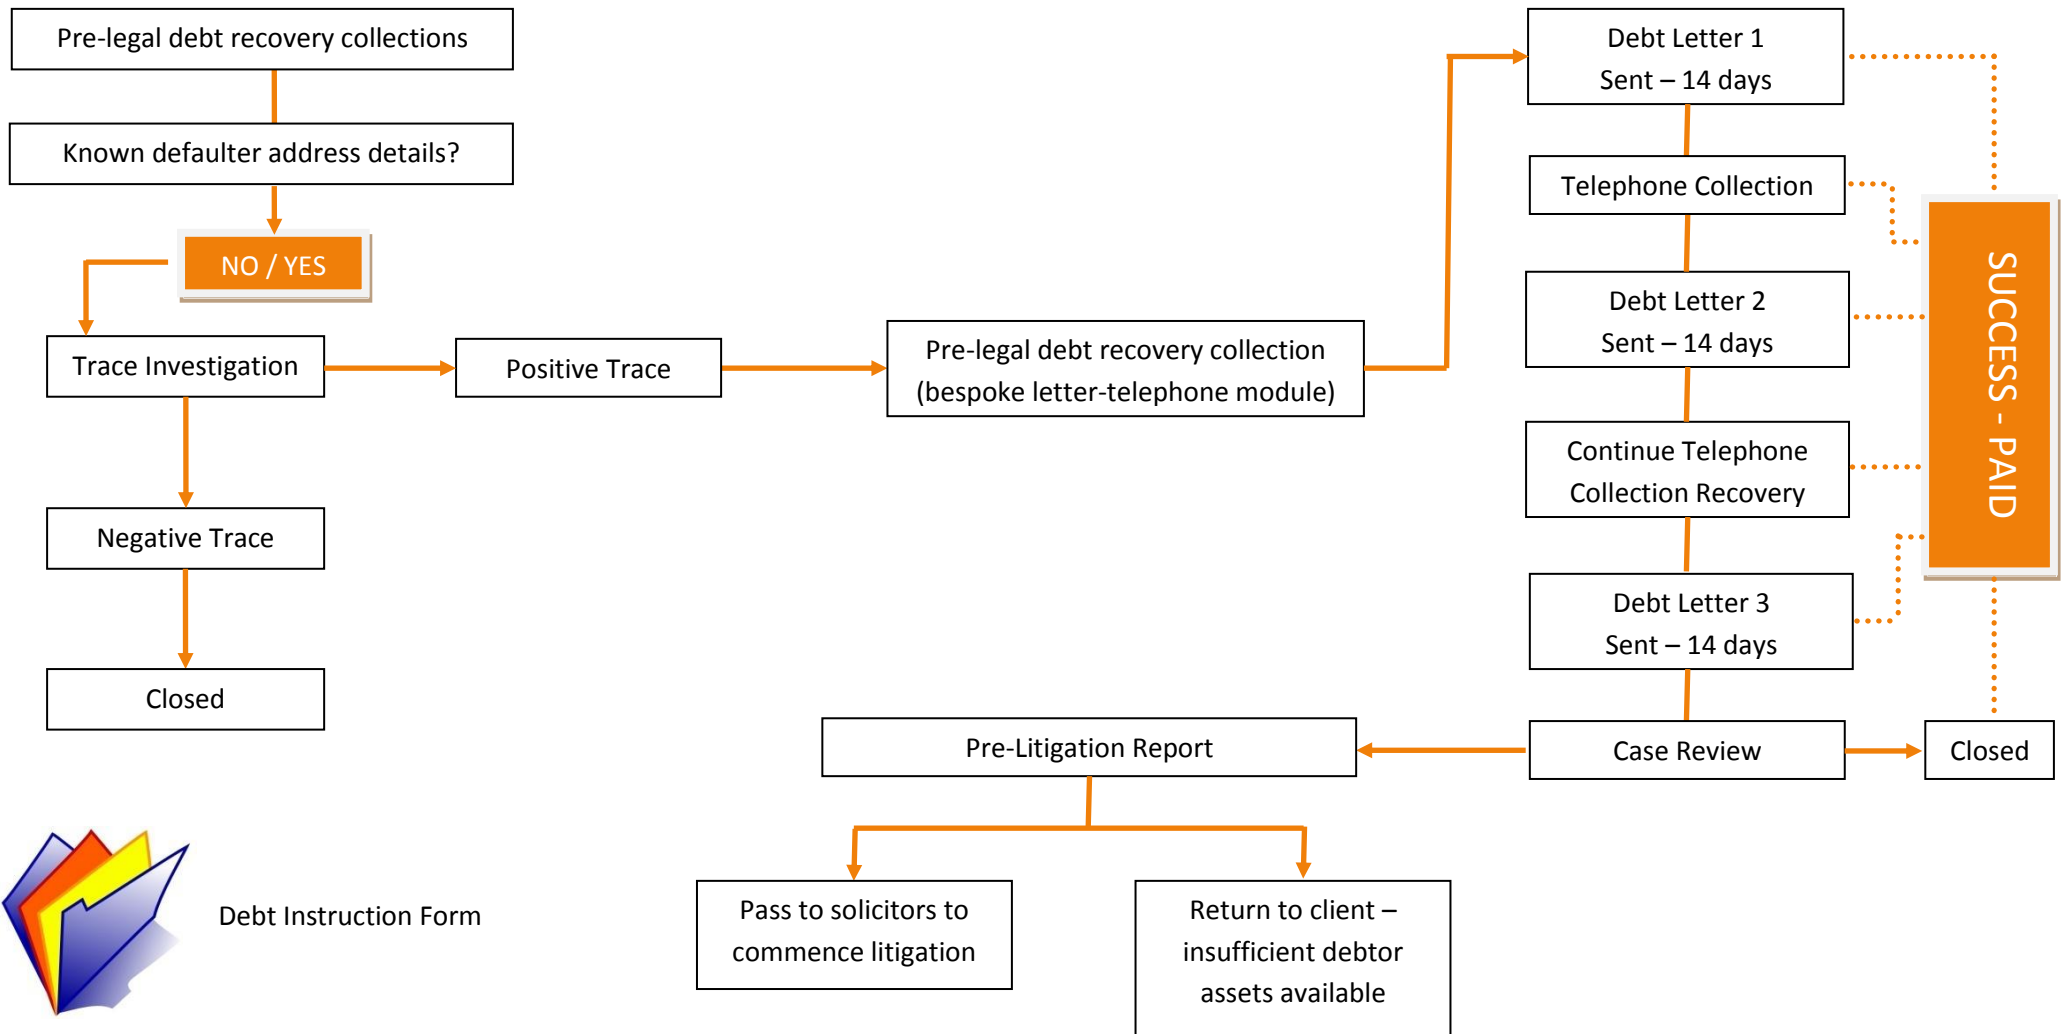 Pre-legal debt recovery collections
Known defaulter address details?
NO / YES
Trace Investigation
Negative Trace
Closed
Positive Trace
Pre-legal debt recovery collection
(bespoke letter-telephone module)
Debt Letter 1
Sent – 14 days
Telephone Collection
Debt Letter 2
Sent – 14 days
Continue Telephone
Collection Recovery
Debt Letter 3
Sent – 14 days
Case Review
SUCCESS - PAID
Closed
Pre-Litigation Report
Pass to solicitors to
commence litigation
Return to client –
insufficient debtor
assets available
Debt Instruction Form